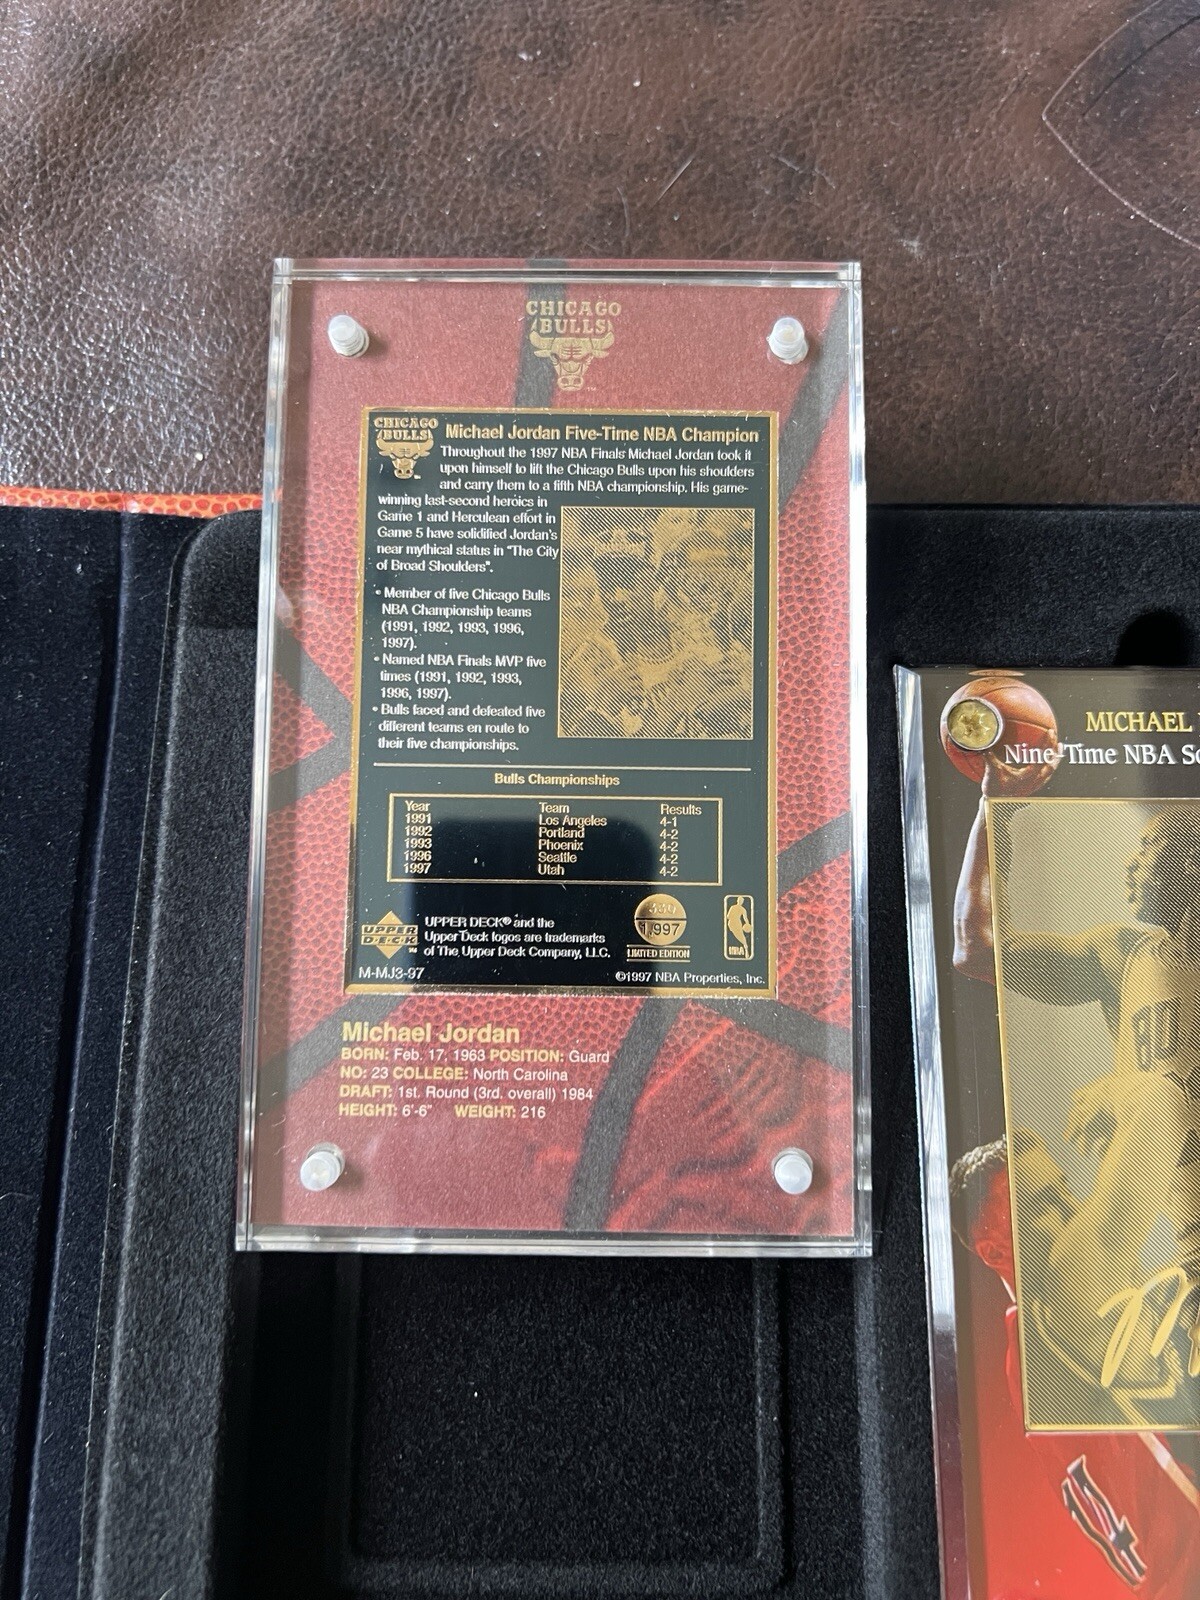 CHICAGO
BULLS
CHICAGO
BULLS
Michael Jordan Five-Time NBA Champion
Throughout the 1997 NBA Finals Michael Jordan took it
upon himself to lift the Chicago Bulls upon his shoulders
and carry them to a fifth NBA championship. His game-
winning last-second heroics in
Game 1 and Herculean effort in
Game 5 have solidified Jordan's
near mythical status in "The City
of Broad Shoulders".
• Member of five Chicago Bulls
NBA Championship teams
(1991, 1992, 1993, 1996,
1997).
• Named NBA Finals MVP five
times (1991, 1992, 1993,
1996, 1997).
• Bulls faced and defeated five
different teams en route to
their five championships.
Bulls Championships
Year Team Results
1991 Los Angeles 4-1
1992 Portland 4-2
1993 Phoenix 4-2
1996 Seattle 4-2
1997 Utah 4-2
UPPER
DECK
UPPER DECK® and the
Upper Deck logos are trademarks
of The Upper Deck Company, LLC.
1,997
LIMITED EDITION
NBA
M-MJ3-97
©1997 NBA Properties, Inc.
Michael Jordan
BORN: Feb. 17, 1963 POSITION: Guard
NO: 23 COLLEGE: North Carolina
DRAFT: 1st. Round (3rd. overall) 1984
HEIGHT: 6'-6" WEIGHT: 216
MICHAEL
Nine-Time NBA Sc